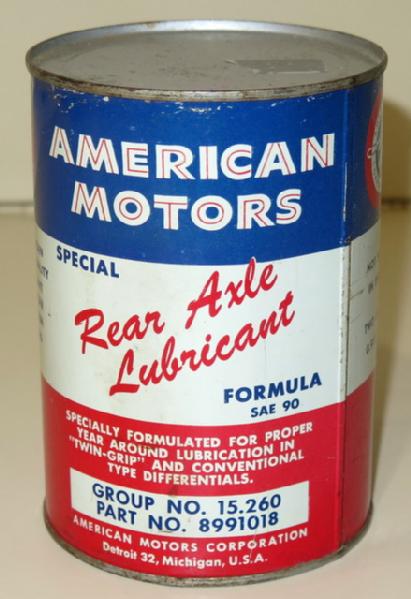 AMERICAN
MOTORS
SPECIAL
Rear Axle
Lubricant
FORMULA
SAE 90
SPECIALLY FORMULATED FOR PROPER
YEAR AROUND LUBRICATION IN
"TWIN-GRIP" AND CONVENTIONAL
TYPE DIFFERENTIALS.
GROUP NO. 15.260
PART NO. 8991018
AMERICAN MOTORS CORPORATION
Detroit 32, Michigan, U.S.A.